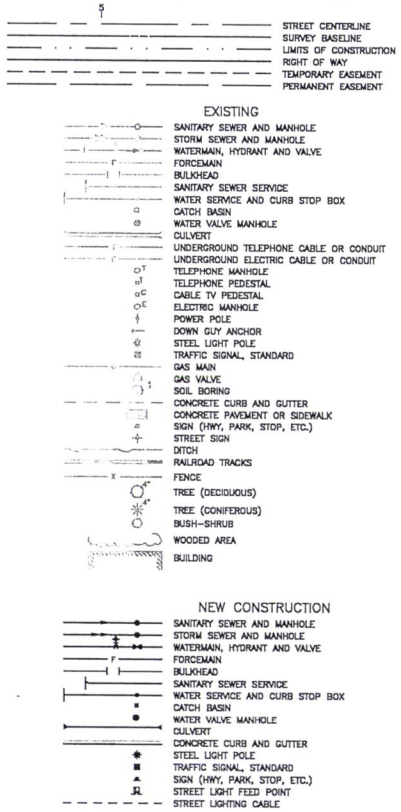 5
STREET CENTERLINE
SURVEY BASELINE
LIMITS OF CONSTRUCTION
RIGHT OF WAY
TEMPORARY EASEMENT
PERMANENT EASEMENT
EXISTING
SANITARY SEWER AND MANHOLE
STORM SEWER AND MANHOLE
WATERMAIN, HYDRANT AND VALVE
F FORCEMAIN
BULKHEAD
SANITARY SEWER SERVICE
WATER SERVICE AND CURB STOP BOX
CATCH BASIN
WATER VALVE MANHOLE
CULVERT
UNDERGROUND TELEPHONE CABLE OR CONDUIT
UNDERGROUND ELECTRIC CABLE OR CONDUIT
T TELEPHONE MANHOLE
T TELEPHONE PEDESTAL
C CABLE TV PEDESTAL
E ELECTRIC MANHOLE
POWER POLE
DOWN GUY ANCHOR
STEEL LIGHT POLE
TRAFFIC SIGNAL, STANDARD
G GAS MAIN
GAS VALVE
1 SOIL BORING
CONCRETE CURB AND GUTTER
CONCRETE PAVEMENT OR SIDEWALK
SIGN (HWY, PARK, STOP, ETC.)
STREET SIGN
DITCH
RAILROAD TRACKS
X FENCE
4" TREE (DECIDUOUS)
4" TREE (CONIFEROUS)
BUSH-SHRUB
WOODED AREA
BUILDING
NEW CONSTRUCTION
SANITARY SEWER AND MANHOLE
STORM SEWER AND MANHOLE
WATERMAIN, HYDRANT AND VALVE
F FORCEMAIN
BULKHEAD
SANITARY SEWER SERVICE
WATER SERVICE AND CURB STOP BOX
CATCH BASIN
WATER VALVE MANHOLE
CULVERT
CONCRETE CURB AND GUTTER
STEEL LIGHT POLE
TRAFFIC SIGNAL, STANDARD
SIGN (HWY, PARK, STOP, ETC.)
STREET LIGHT FEED POINT
STREET LIGHTING CABLE